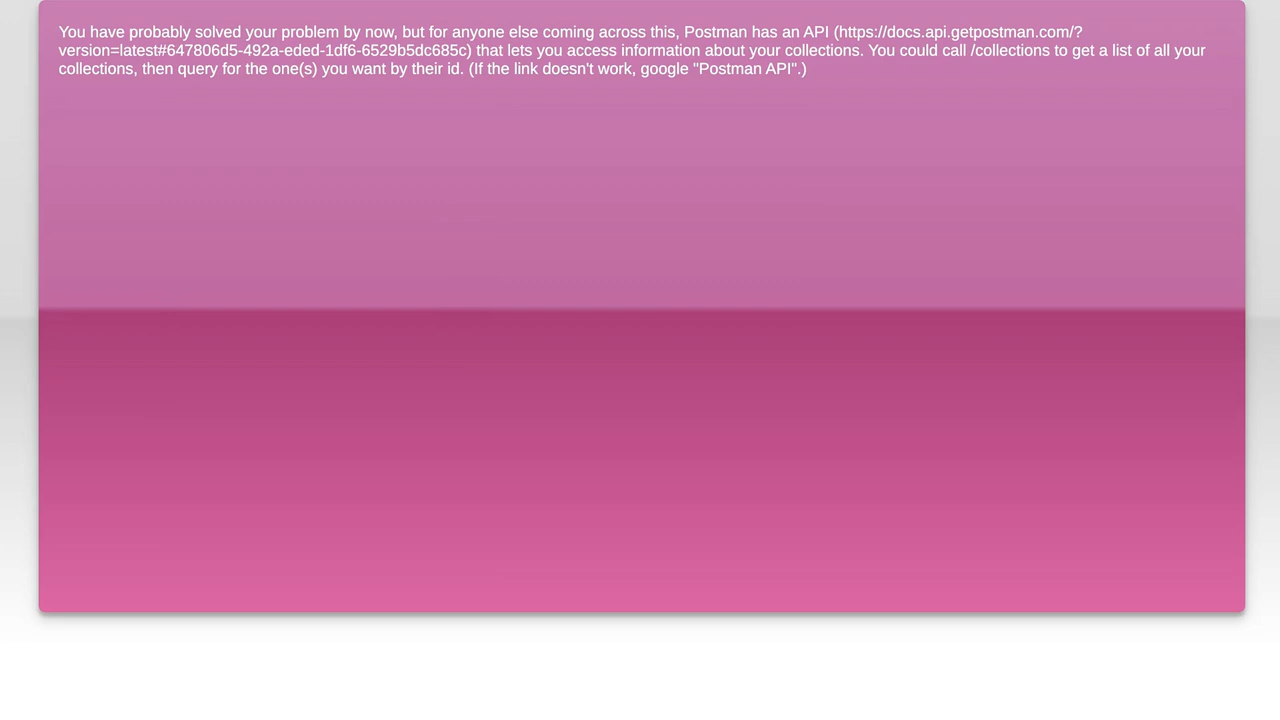 You have probably solved your problem by now, but for anyone else coming across this, Postman has an API (https://docs.api.getpostman.com/?
version=latest#647806d5-492a-eded-1df6-6529b5dc685c) that lets you access information about your collections. You could call /collections to get a list of all your
collections, then query for the one(s) you want by their id. (If the link doesn't work, google "Postman API".)